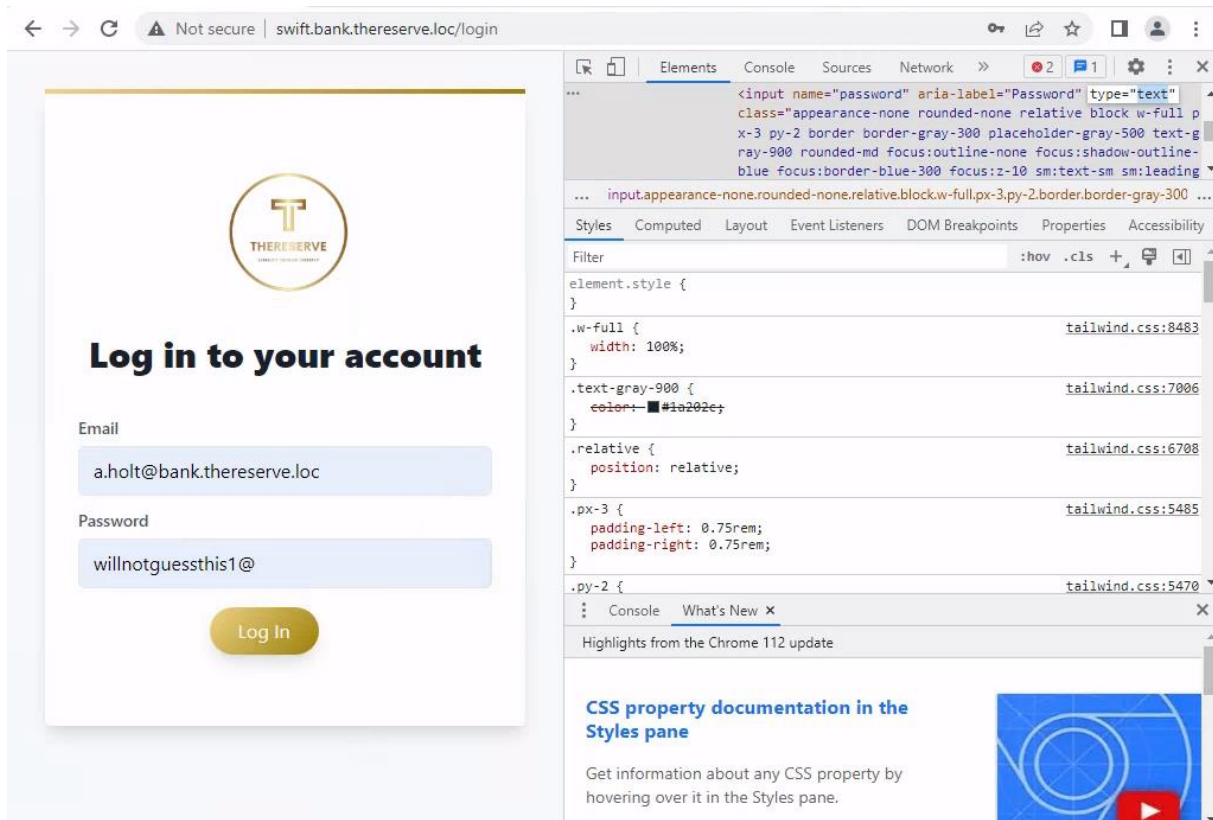 Not secure | swift.bank.thereserve.loc/login
THERESERVE
Log in to your account
Email
a.holt@bank.thereserve.loc
Password
willnotguessthis1@
Log In
Elements Console Sources Network » 2 1
<input name="password" aria-label="Password" type="text"
class="appearance-none rounded-none relative block w-full p
x-3 py-2 border border-gray-300 placeholder-gray-500 text-g
ray-900 rounded-md focus:outline-none focus:shadow-outline-
blue focus:border-blue-300 focus:z-10 sm:text-sm sm:leading
... input.appearance-none.rounded-none.relative.block.w-full.px-3.py-2.border.border-gray-300 ...
Styles Computed Layout Event Listeners DOM Breakpoints Properties Accessibility
Filter :hov .cls +
element.style {
}
.w-full { tailwind.css:8483
width: 100%;
}
.text-gray-900 { tailwind.css:7006
color: #1a202c;
}
.relative { tailwind.css:6708
position: relative;
}
.px-3 { tailwind.css:5485
padding-left: 0.75rem;
padding-right: 0.75rem;
}
.py-2 { tailwind.css:5470
Console What's New ×
Highlights from the Chrome 112 update
CSS property documentation in the
Styles pane
Get information about any CSS property by
hovering over it in the Styles pane.